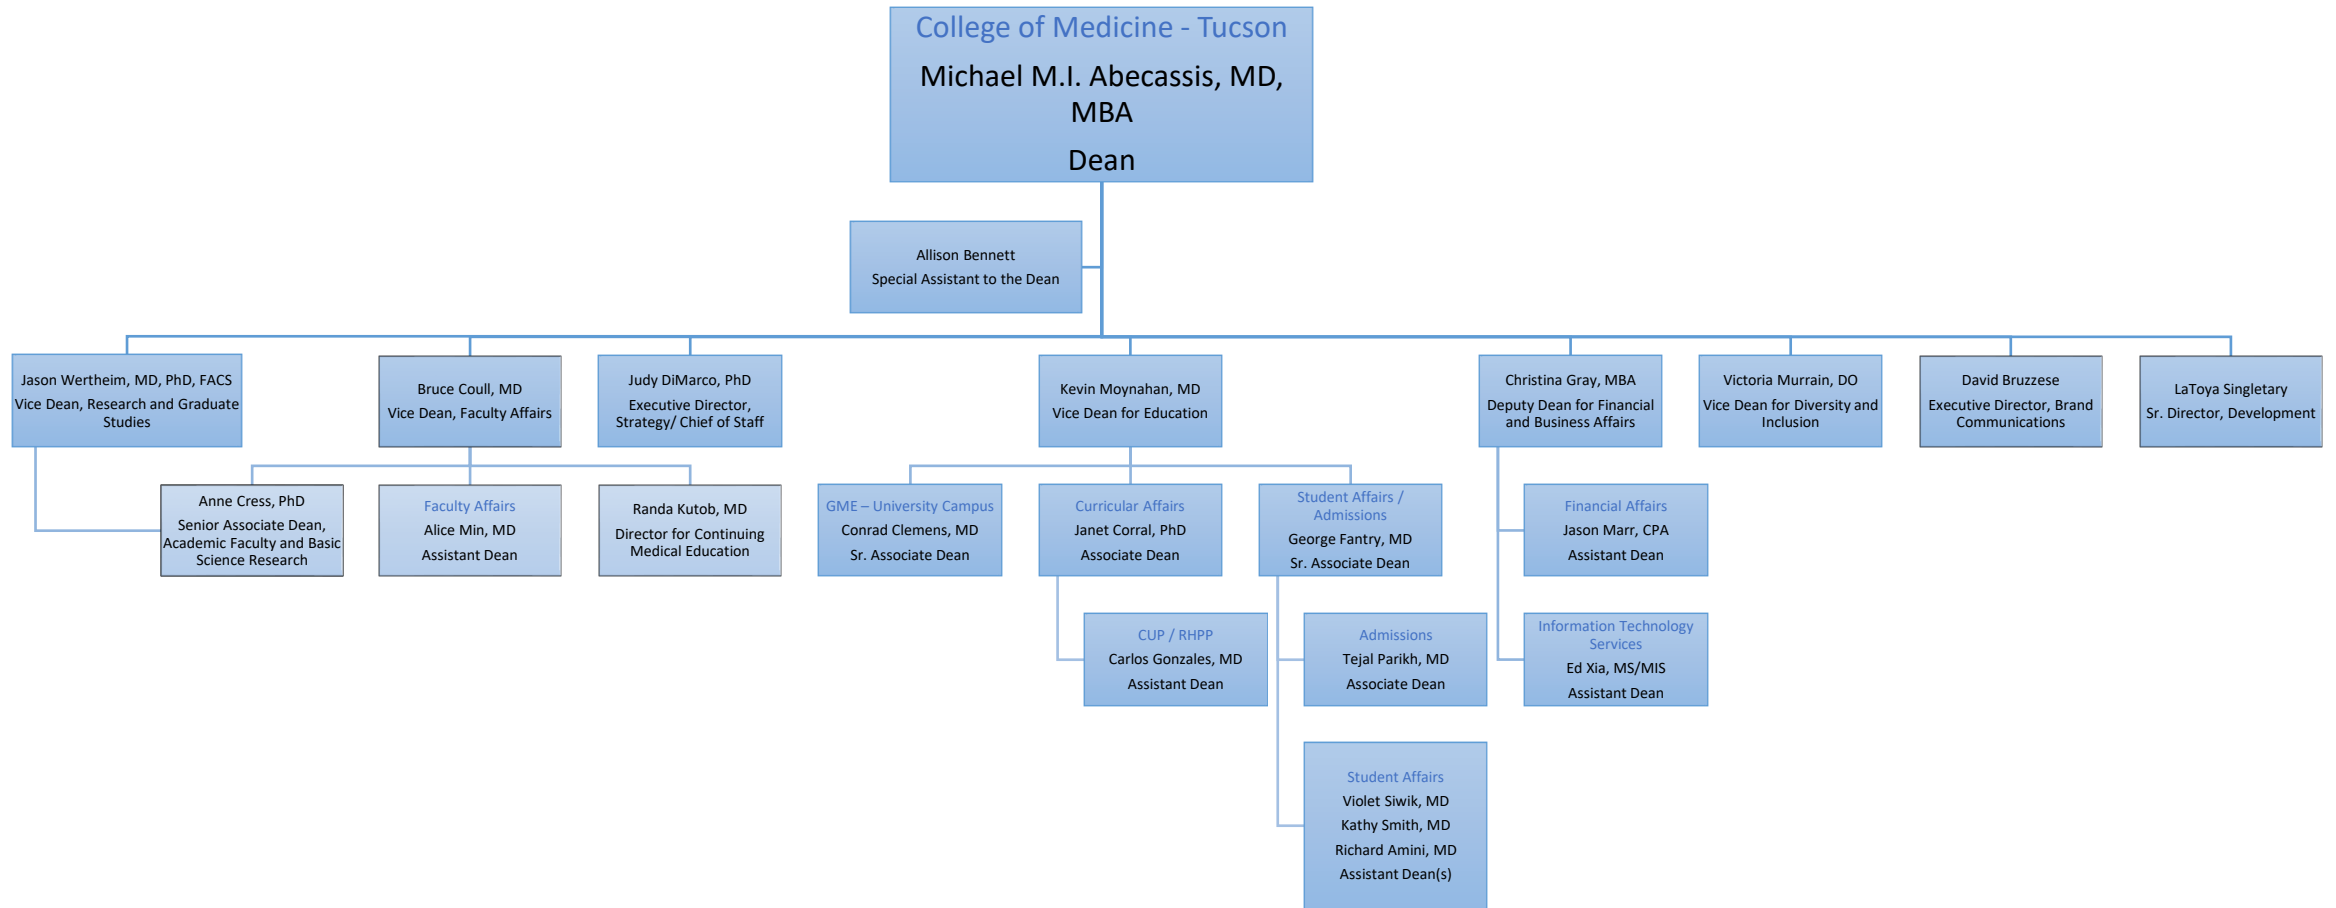 College of Medicine - Tucson
Michael M.I. Abecassis, MD,
MBA
Dean
Allison Bennett
Special Assistant to the Dean
Jason Wertheim, MD, PhD, FACS
Vice Dean, Research and Graduate
Studies
Bruce Coull, MD
Vice Dean, Faculty Affairs
Judy DiMarco, PhD
Executive Director,
Strategy/ Chief of Staff
Kevin Moynahan, MD
Vice Dean for Education
Christina Gray, MBA
Deputy Dean for Financial
and Business Affairs
Victoria Murrain, DO
Vice Dean for Diversity and
Inclusion
David Bruzzese
Executive Director, Brand
Communications
LaToya Singletary
Sr. Director, Development
Anne Cress, PhD
Senior Associate Dean,
Academic Faculty and Basic
Science Research
Faculty Affairs
Alice Min, MD
Assistant Dean
Randa Kutob, MD
Director for Continuing
Medical Education
GME – University Campus
Conrad Clemens, MD
Sr. Associate Dean
Curricular Affairs
Janet Corral, PhD
Associate Dean
Student Affairs /
Admissions
George Fantry, MD
Sr. Associate Dean
Financial Affairs
Jason Marr, CPA
Assistant Dean
CUP / RHPP
Carlos Gonzales, MD
Assistant Dean
Admissions
Tejal Parikh, MD
Associate Dean
Information Technology
Services
Ed Xia, MS/MIS
Assistant Dean
Student Affairs
Violet Siwik, MD
Kathy Smith, MD
Richard Amini, MD
Assistant Dean(s)